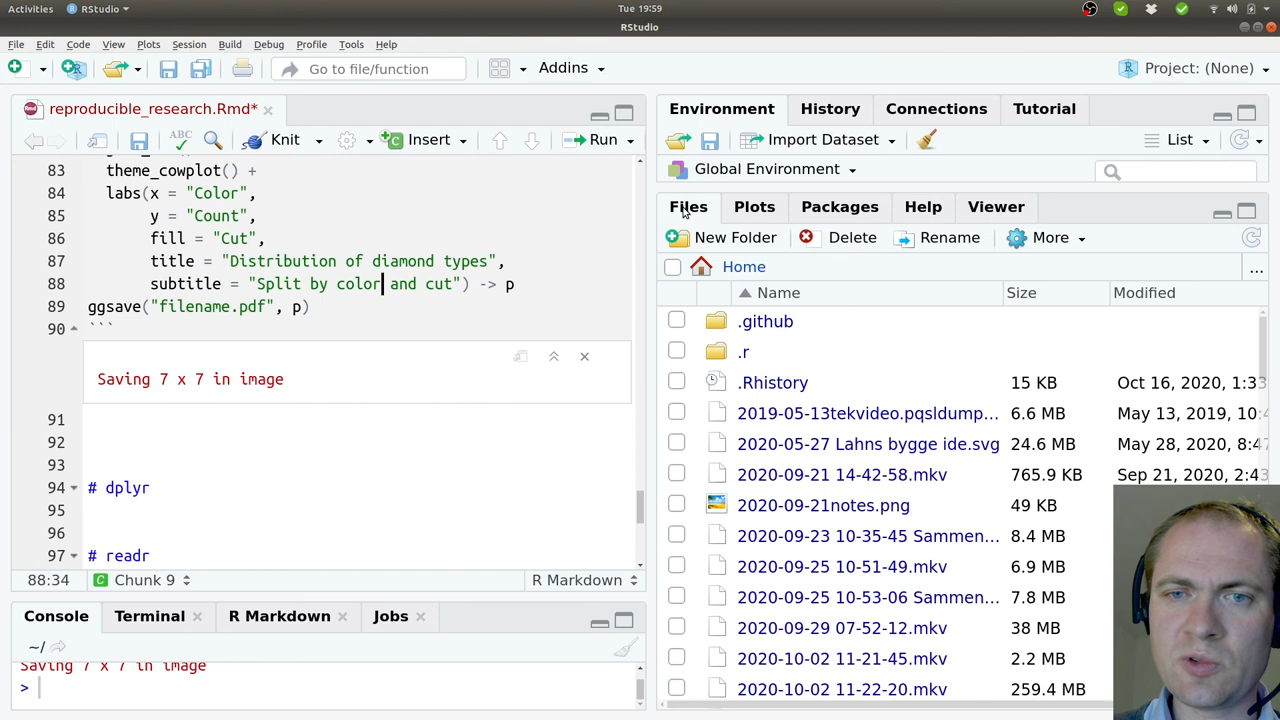 Activities RStudio Tue 19:59
RStudio
File Edit Code View Plots Session Build Debug Profile Tools Help
Go to file/function Addins Project: (None)
reproducible_research.Rmd*
ABC Knit Insert Run
83 theme_cowplot() +
84 labs(x = "Color",
85 y = "Count",
86 fill = "Cut",
87 title = "Distribution of diamond types",
88 subtitle = "Split by color and cut") -> p
89 ggsave("filename.pdf", p)
90 ```
Saving 7 x 7 in image
91
92
93
94 # dplyr
95
96
97 # readr
88:34 Chunk 9 R Markdown
Console Terminal R Markdown Jobs
~/
Saving 7 x 7 in image
>
Environment History Connections Tutorial
Import Dataset List
Global Environment
Files Plots Packages Help Viewer
New Folder Delete Rename More
Home ...
Name Size Modified
.github
.r
.Rhistory 15 KB Oct 16, 2020, 1:33
2019-05-13tekvideo.pqsldump... 6.6 MB May 13, 2019, 10:
2020-05-27 Lahns bygge ide.svg 24.6 MB May 28, 2020, 8:47
2020-09-21 14-42-58.mkv 765.9 KB Sep 21, 2020, 2:43
2020-09-21notes.png 49 KB
2020-09-23 10-35-45 Sammen... 8.4 MB
2020-09-25 10-51-49.mkv 6.9 MB
2020-09-25 10-53-06 Sammen... 7.8 MB
2020-09-29 07-52-12.mkv 38 MB
2020-10-02 11-21-45.mkv 2.2 MB
2020-10-02 11-22-20.mkv 259.4 MB